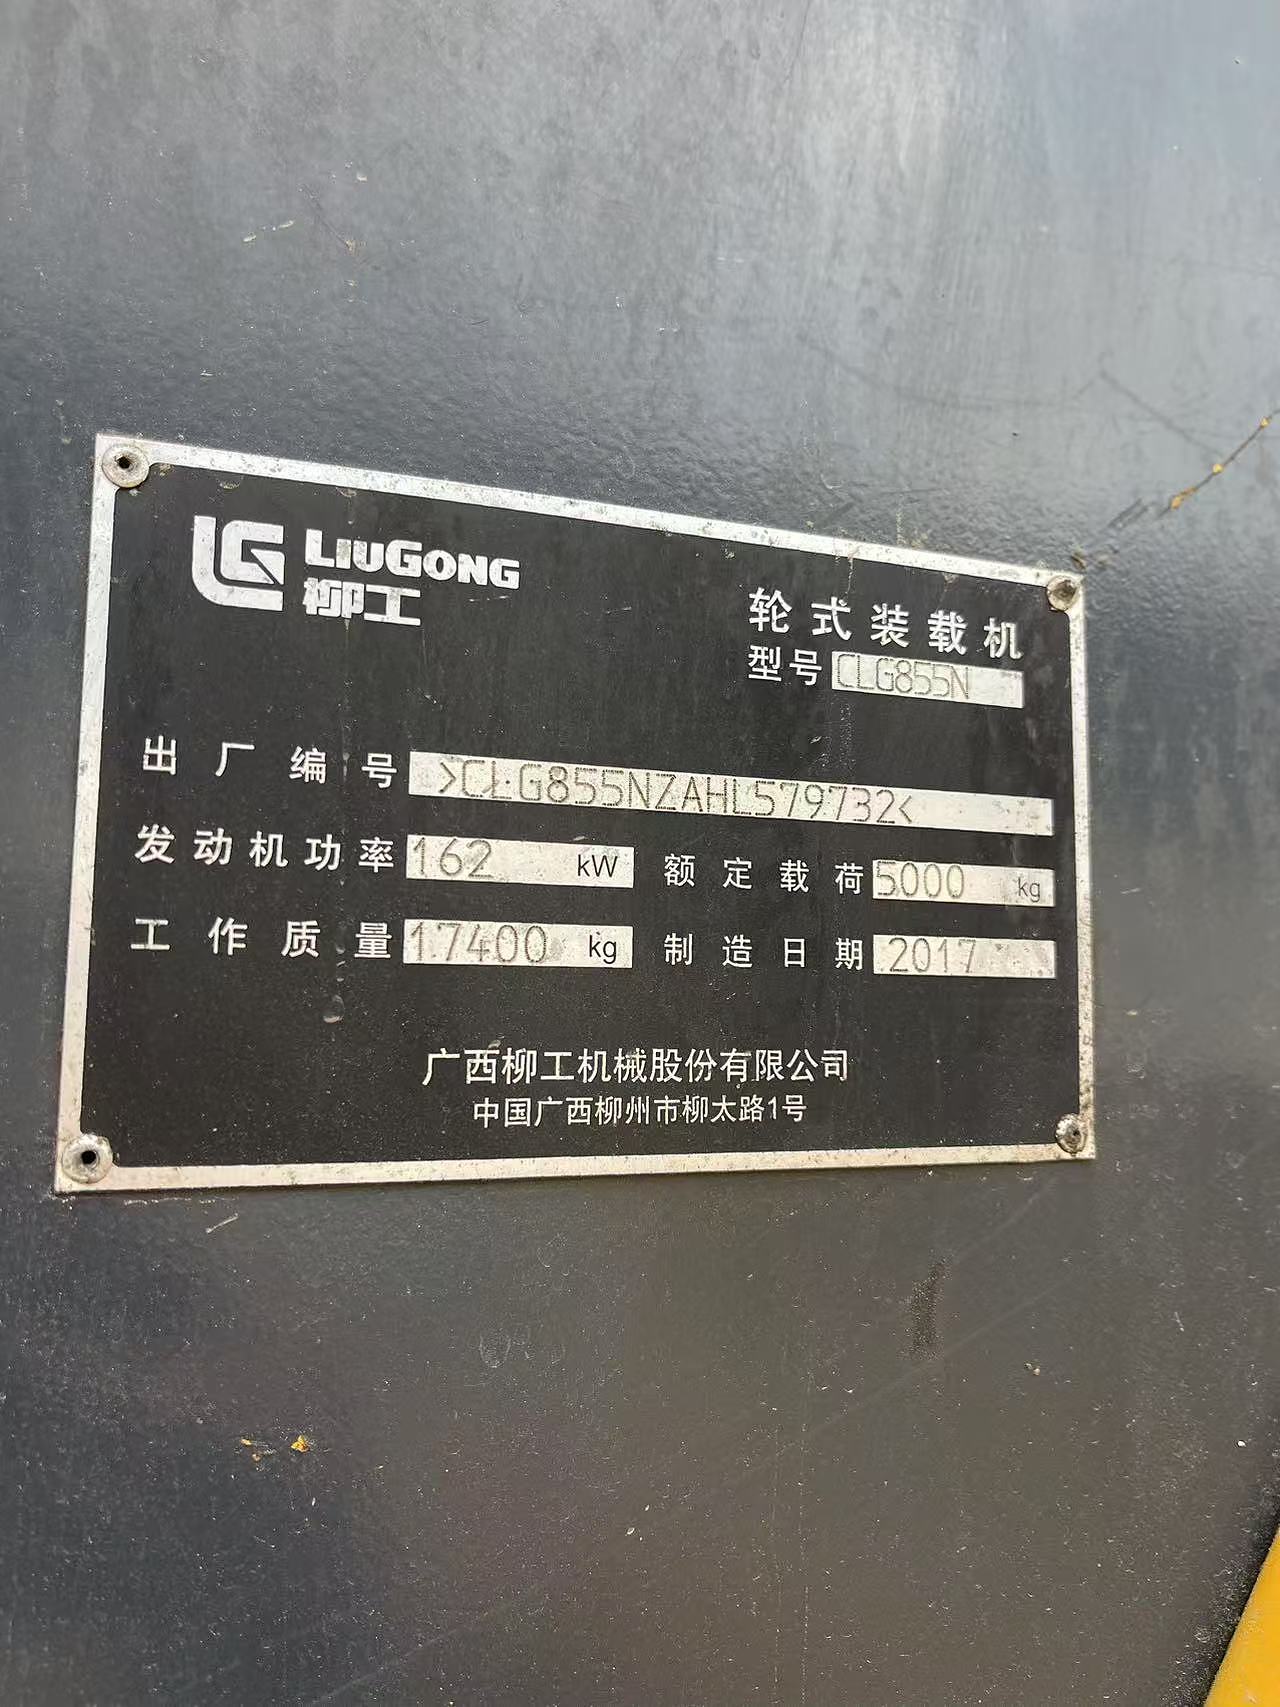 LG LIUGONG
柳工
轮式装载机
型号 CLG855N
出厂编号 >CLG855NZAHL579732<
发动机功率 162 kW 额定载荷 5000 kg
工作质量 17400 kg 制造日期 2017
广西柳工机械股份有限公司
中国广西柳州市柳太路1号